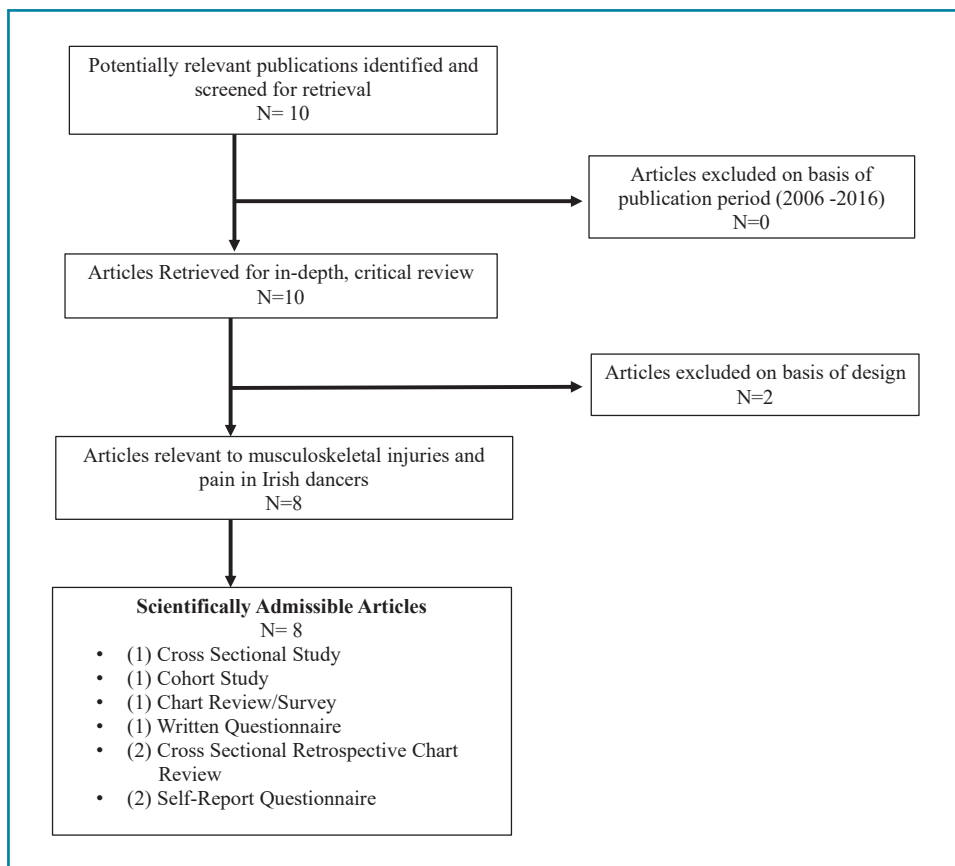 Potentially relevant publications identified and
screened for retrieval
N= 10
Articles excluded on basis of
publication period (2006 -2016)
N=0
Articles Retrieved for in-depth, critical review
N=10
Articles excluded on basis of design
N=2
Articles relevant to musculoskeletal injuries and
pain in Irish dancers
N=8
Scientifically Admissible Articles
N= 8
• (1) Cross Sectional Study
• (1) Cohort Study
• (1) Chart Review/Survey
• (1) Written Questionnaire
• (2) Cross Sectional Retrospective Chart
Review
• (2) Self-Report Questionnaire